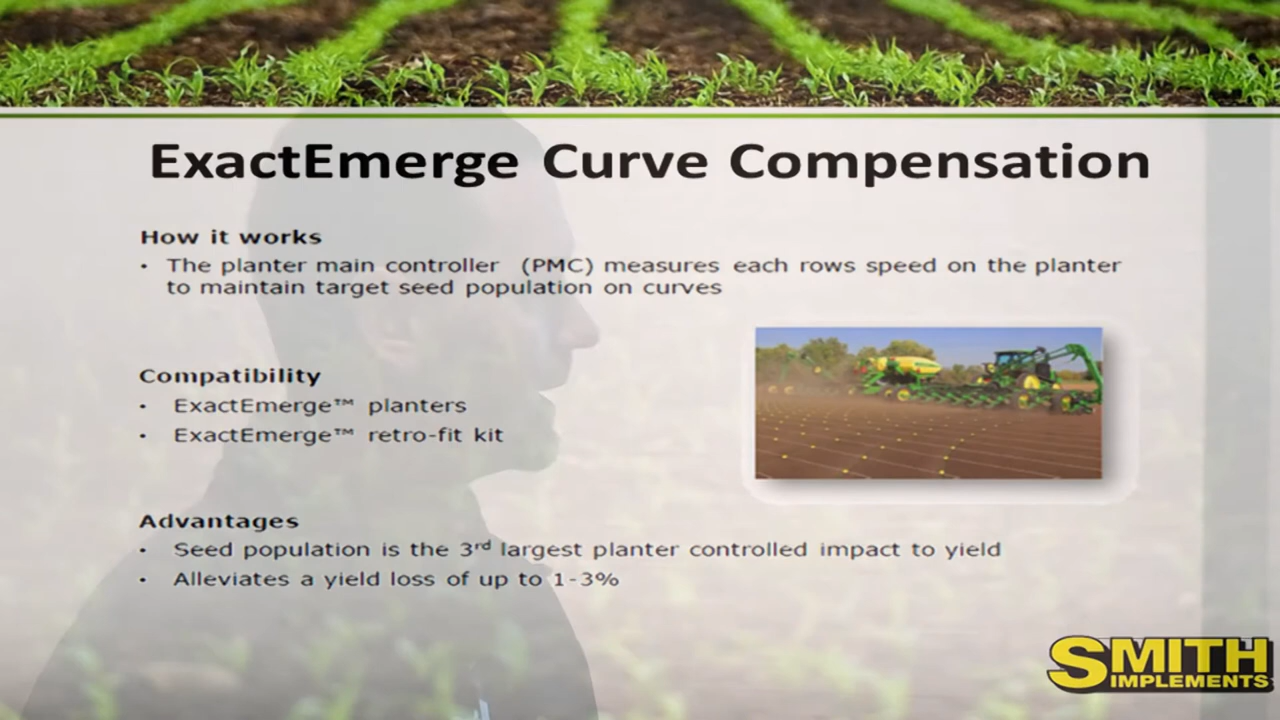 ExactEmerge Curve Compensation
How it works
• The planter main controller (PMC) measures each rows speed on the planter
to maintain target seed population on curves
Compatibility
• ExactEmerge™ planters
• ExactEmerge™ retro-fit kit
Advantages
• Seed population is the 3rd largest planter controlled impact to yield
• Alleviates a yield loss of up to 1-3%
SMITH
IMPLEMENTS